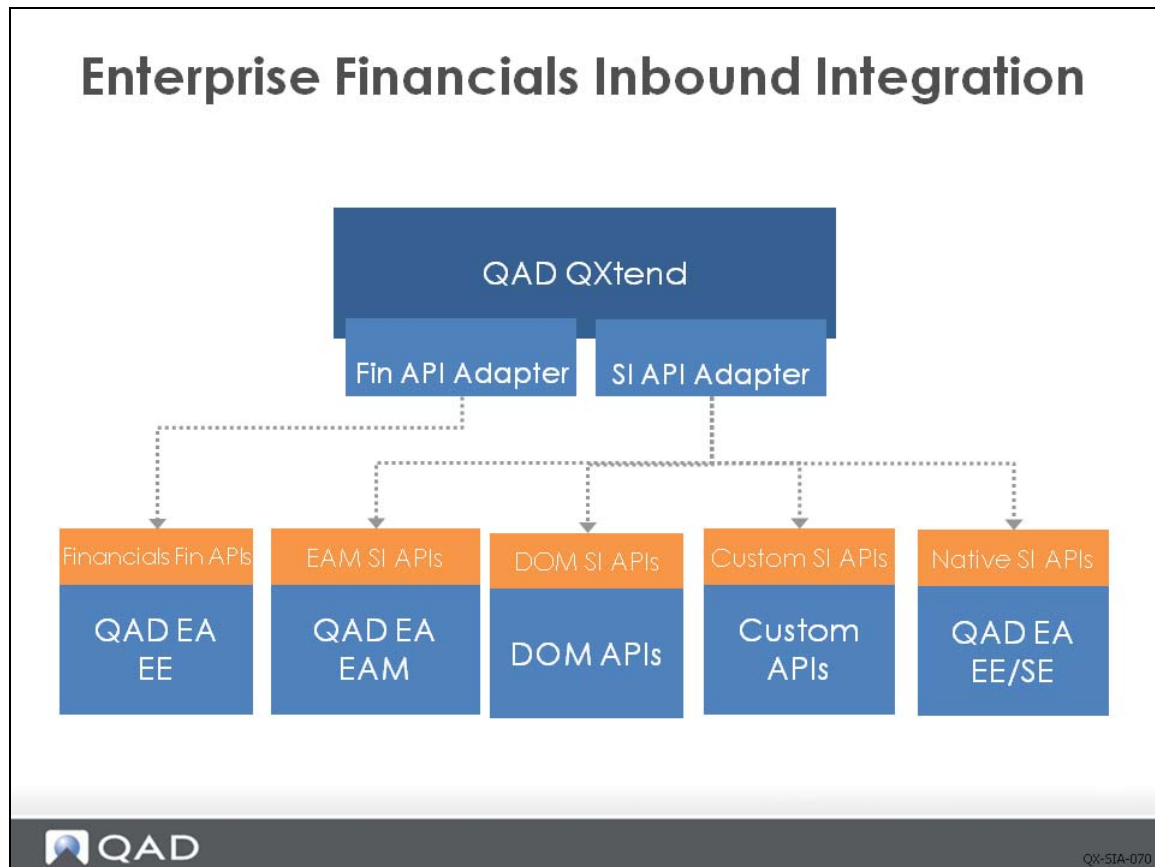 Enterprise Financials Inbound Integration
QAD QXtend
Fin API Adapter
SI API Adapter
Financials Fin APIs
EAM SI APIs
DOM SI APIs
Custom SI APIs
Native SI APIs
QAD EA
EE
QAD EA
EAM
DOM APIs
Custom
APIs
QAD EA
EE/SE
QAD
QX-SIA-070